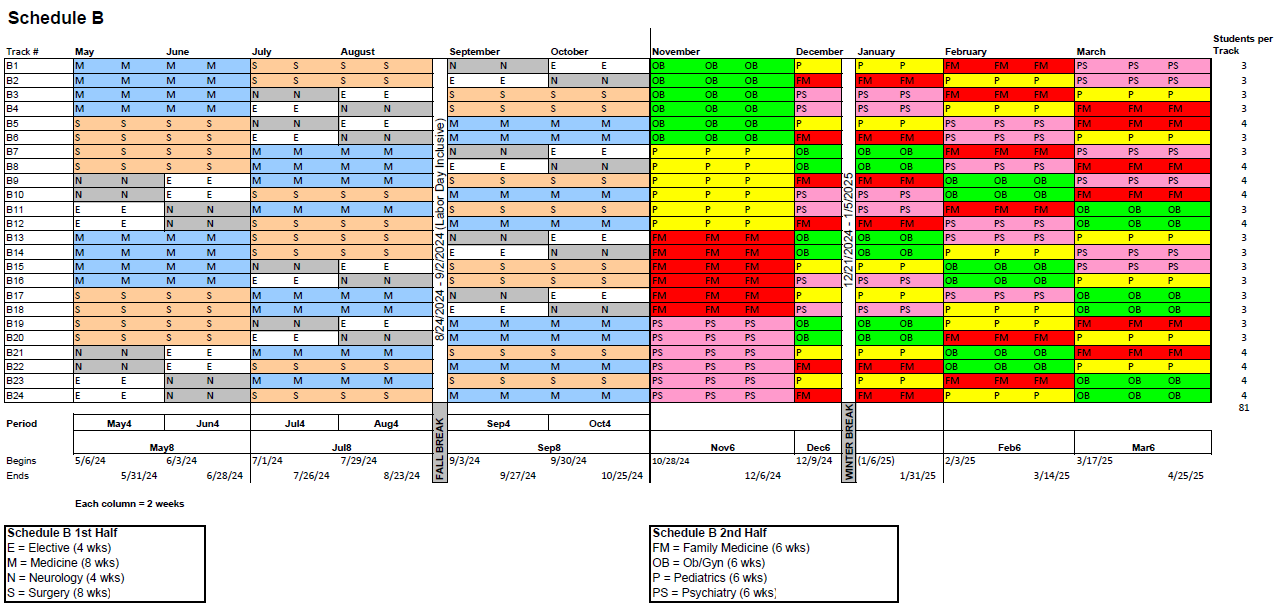 Schedule B
Students per Track
Track # May June July August September October November December January February March
B1 M M M M S S S S N N E E OB OB OB P P P FM FM FM PS PS PS 3
B2 M M M M S S S S E E N N OB OB OB FM FM FM P P P PS PS PS 3
B3 M M M M N N E E S S S S OB OB OB PS PS PS FM FM FM P P P 3
B4 M M M M E E N N S S S S OB OB OB PS PS PS P P P FM FM FM 3
B5 S S S S N N E E M M M M OB OB OB P P P PS PS PS FM FM FM 4
B6 S S S S E E N N M M M M OB OB OB FM FM FM PS PS PS P P P 3
B7 S S S S M M M M N N E E P P P OB OB OB FM FM FM PS PS PS 3
B8 S S S S M M M M E E N N P P P OB OB OB PS PS PS FM FM FM 4
B9 N N E E M M M M S S S S P P P FM FM FM OB OB OB PS PS PS 4
B10 N N E E S S S S M M M M P P P PS PS PS OB OB OB FM FM FM 4
B11 E E N N M M M M S S S S P P P PS PS PS FM FM FM OB OB OB 3
B12 E E N N S S S S M M M M P P P FM FM FM PS PS PS OB OB OB 4
B13 M M M M S S S S N N E E FM FM FM OB OB OB PS PS PS P P P 3
B14 M M M M S S S S E E N N FM FM FM OB OB OB P P P PS PS PS 3
B15 M M M M N N E E S S S S FM FM FM P P P OB OB OB PS PS PS 3
B16 M M M M E E N N S S S S FM FM FM PS PS PS OB OB OB P P P 3
B17 S S S S M M M M N N E E FM FM FM P P P PS PS PS OB OB OB 3
B18 S S S S M M M M E E N N FM FM FM PS PS PS P P P OB OB OB 3
B19 S S S S N N E E M M M M PS PS PS OB OB OB P P P FM FM FM 3
B20 S S S S E E N N M M M M PS PS PS OB OB OB FM FM FM P P P 3
B21 N N E E M M M M S S S S PS PS PS P P P OB OB OB FM FM FM 4
B22 N N E E S S S S M M M M PS PS PS FM FM FM OB OB OB P P P 4
B23 E E N N M M M M S S S S PS PS PS P P P FM FM FM OB OB OB 4
B24 E E N N S S S S M M M M PS PS PS FM FM FM P P P OB OB OB 4
81
8/24/2024 - 9/2/2024 (Labor Day Inclusive)
12/21/2024 - 1/5/2025
FALL BREAK
WINTER BREAK
Period May4 Jun4 Jul4 Aug4 Sep4 Oct4
May8 Jul8 Sep8 Nov6 Dec6 Feb6 Mar6
Begins 5/6/24 6/3/24 7/1/24 7/29/24 9/3/24 9/30/24 10/28/24 12/9/24 (1/6/25) 2/3/25 3/17/25
Ends 5/31/24 6/28/24 7/26/24 8/23/24 9/27/24 10/25/24 12/6/24 1/31/25 3/14/25 4/25/25
Each column = 2 weeks
Schedule B 1st Half
E = Elective (4 wks)
M = Medicine (8 wks)
N = Neurology (4 wks)
S = Surgery (8 wks)
Schedule B 2nd Half
FM = Family Medicine (6 wks)
OB = Ob/Gyn (6 wks)
P = Pediatrics (6 wks)
PS = Psychiatry (6 wks)